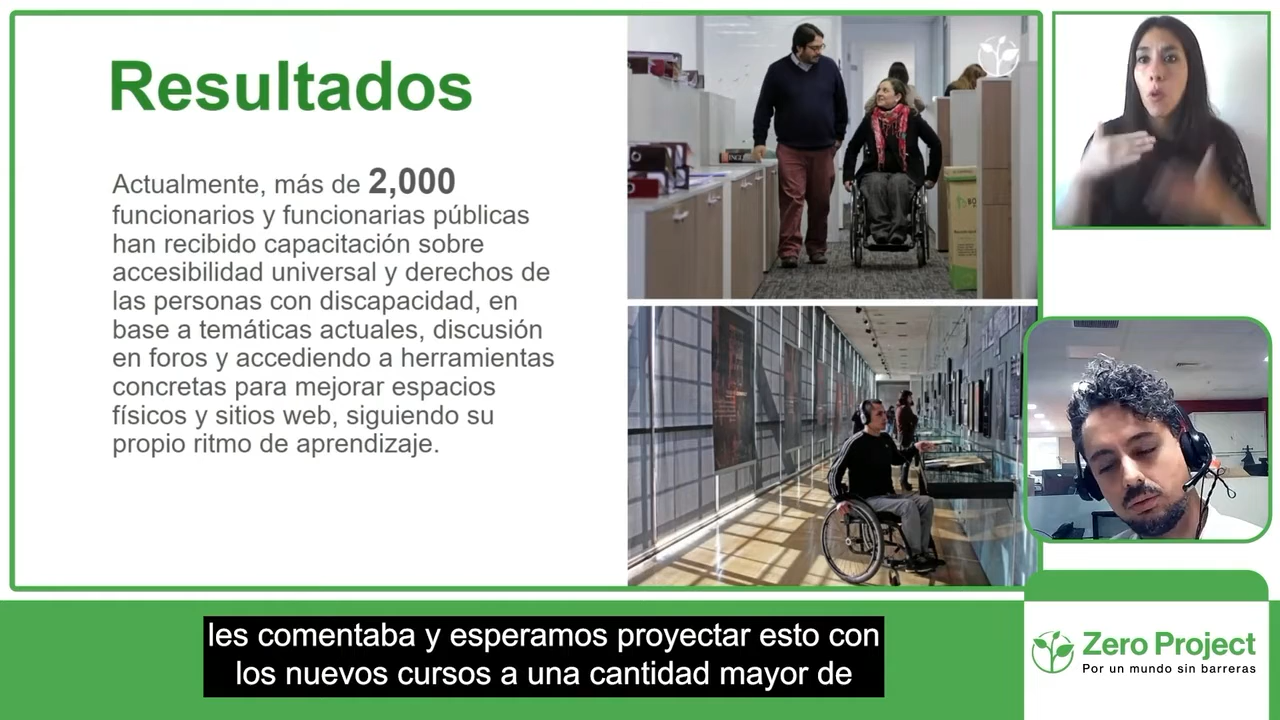 Resultados
Actualmente, más de 2,000
funcionarios y funcionarias públicas
han recibido capacitación sobre
accesibilidad universal y derechos de
las personas con discapacidad, en
base a temáticas actuales, discusión
en foros y accediendo a herramientas
concretas para mejorar espacios
físicos y sitios web, siguiendo su
propio ritmo de aprendizaje.
les comentaba y esperamos proyectar esto con
los nuevos cursos a una cantidad mayor de
Zero Project
Por un mundo sin barreras